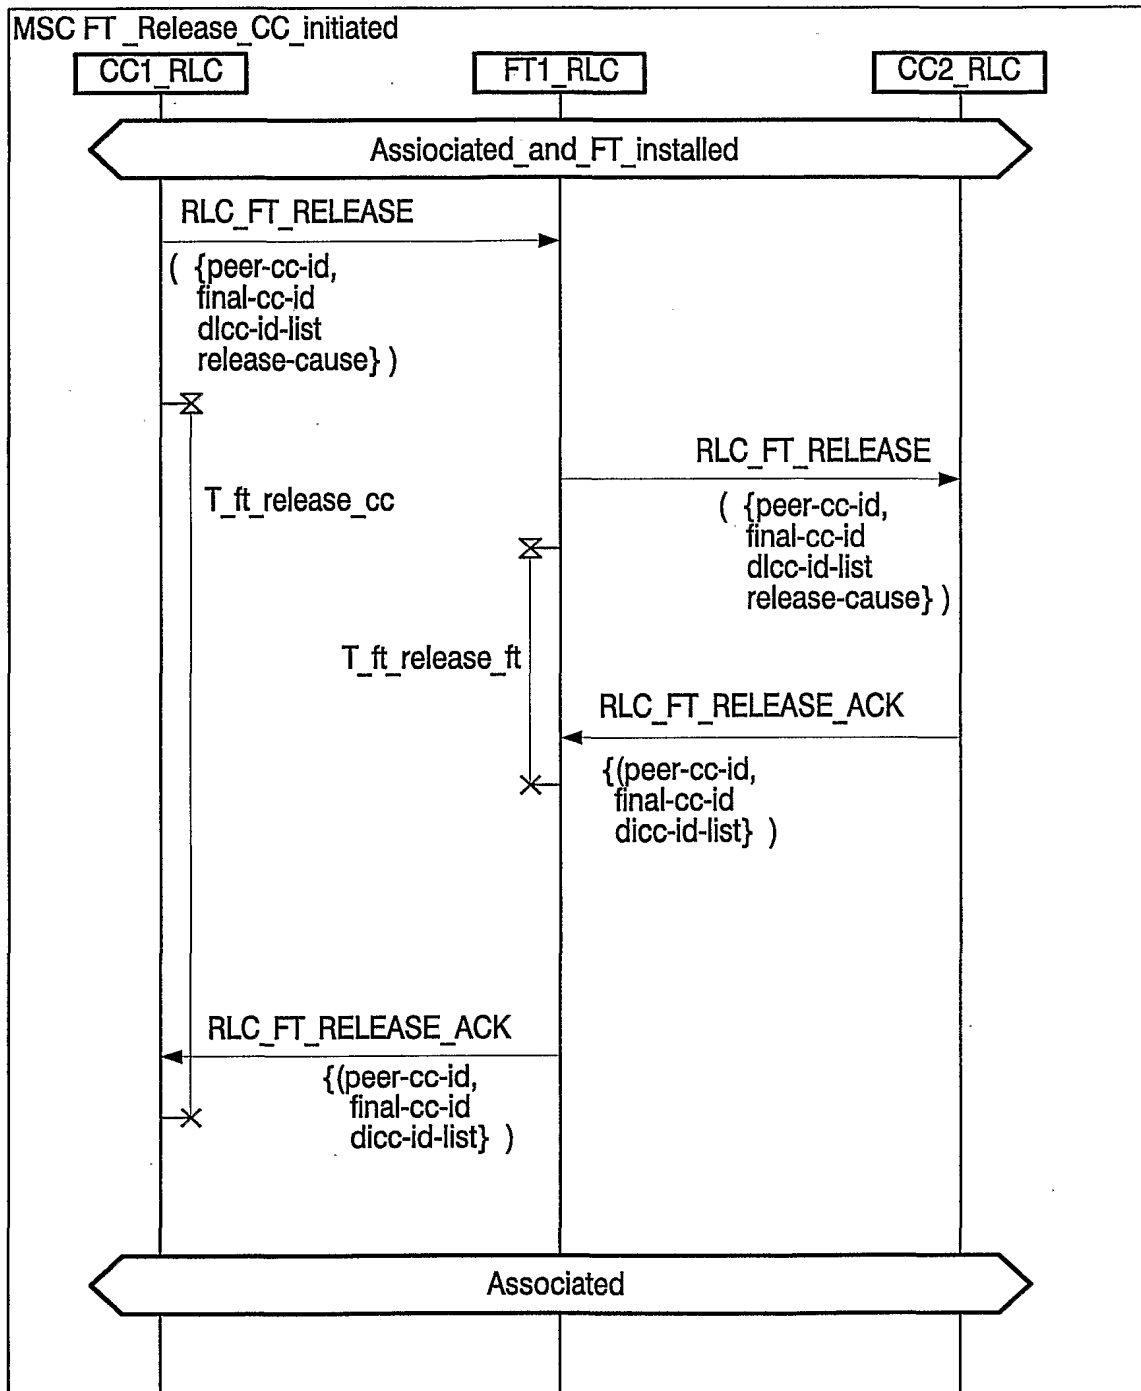 MSC FT_Release_CC_initiated
CC1_RLC
FT1_RLC
CC2_RLC
Assiociated_and_FT_installed
RLC_FT_RELEASE
( {peer-cc-id,
final-cc-id
dlcc-id-list
release-cause} )
RLC_FT_RELEASE
T_ft_release_cc
( {peer-cc-id,
final-cc-id
dlcc-id-list
release-cause} )
T_ft_release_ft
RLC_FT_RELEASE_ACK
{(peer-cc-id,
final-cc-id
dicc-id-list} )
RLC_FT_RELEASE_ACK
{(peer-cc-id,
final-cc-id
dicc-id-list} )
Associated